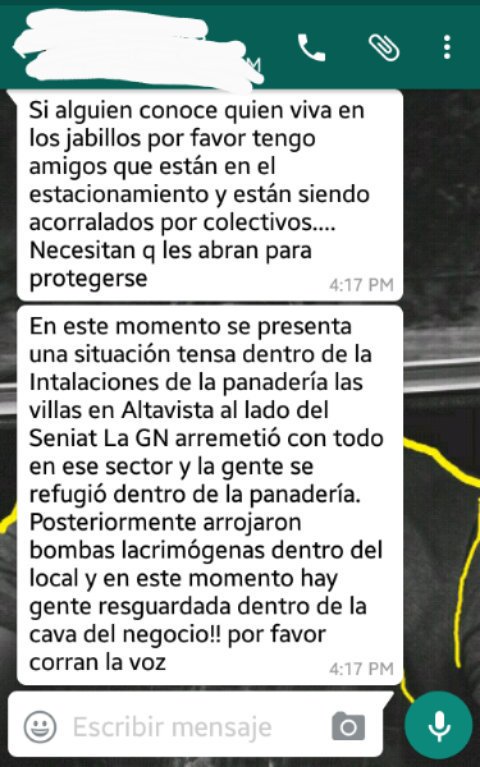 M
Si alguien conoce quien viva en
los jabillos por favor tengo
amigos que están en el
estacionamiento y están siendo
acorralados por colectivos....
Necesitan q les abran para
protegerse
4:17 PM
En este momento se presenta
una situación tensa dentro de la
Intalaciones de la panadería las
villas en Altavista al lado del
Seniat La GN arremetió con todo
en ese sector y la gente se
refugió dentro de la panadería.
Posteriormente arrojaron
bombas lacrimógenas dentro del
local y en este momento hay
gente resguardada dentro de la
cava del negocio!! por favor
corran la voz
4:17 PM
Escribir mensaje